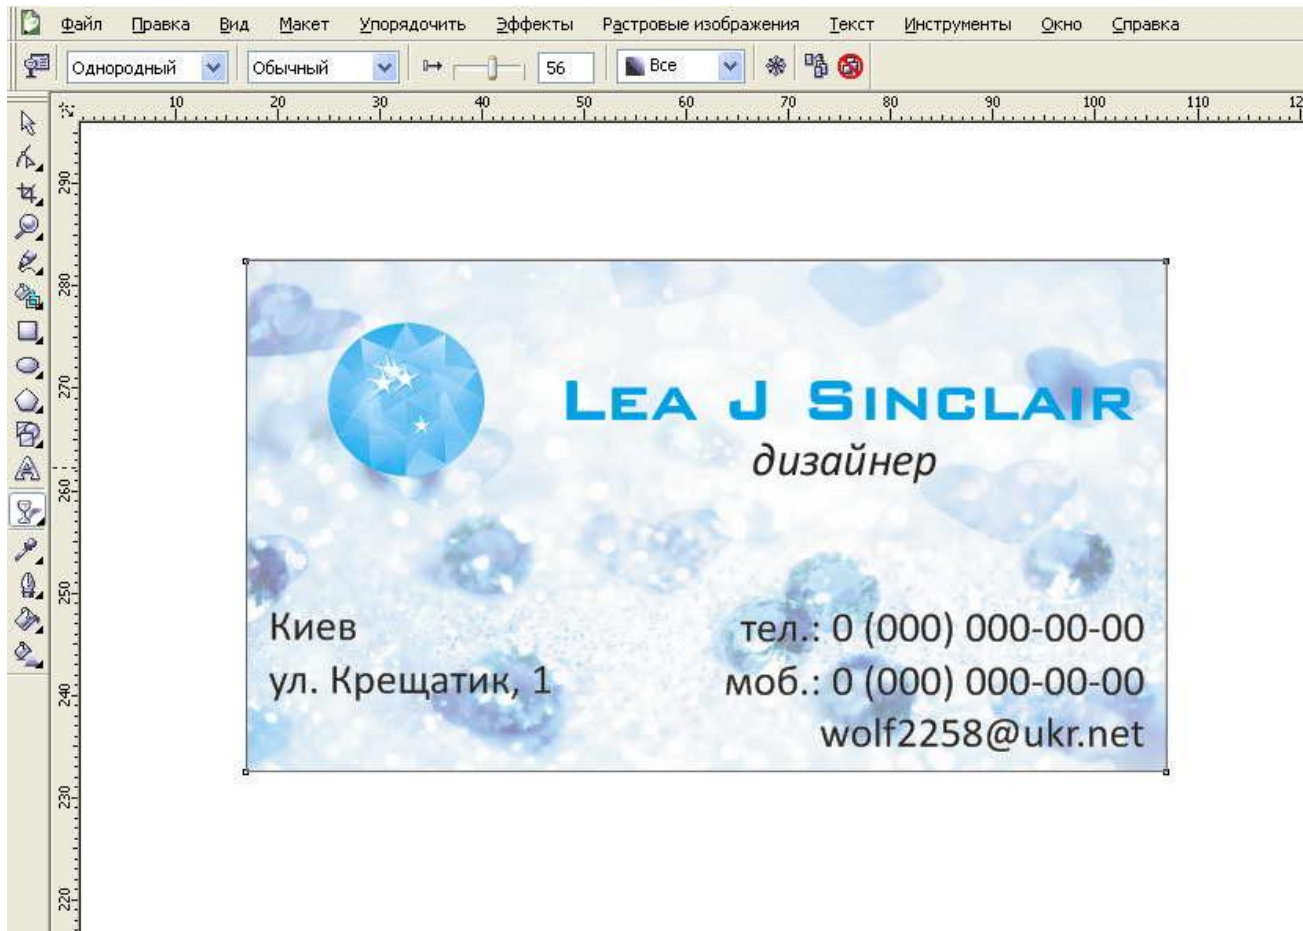 Файл Правка Вид Макет Упорядочить Эффекты Растровые изображения Текст Инструменты Окно Справка
Однородный Обычный 56 Все
10 20 30 40 50 60 70 80 90 100 110 12
290
280
270
260
250
240
230
220
LEA J SINCLAIR
дизайнер
Киев
ул. Крещатик, 1
тел.: 0 (000) 000-00-00
моб.: 0 (000) 000-00-00
wolf2258@ukr.net